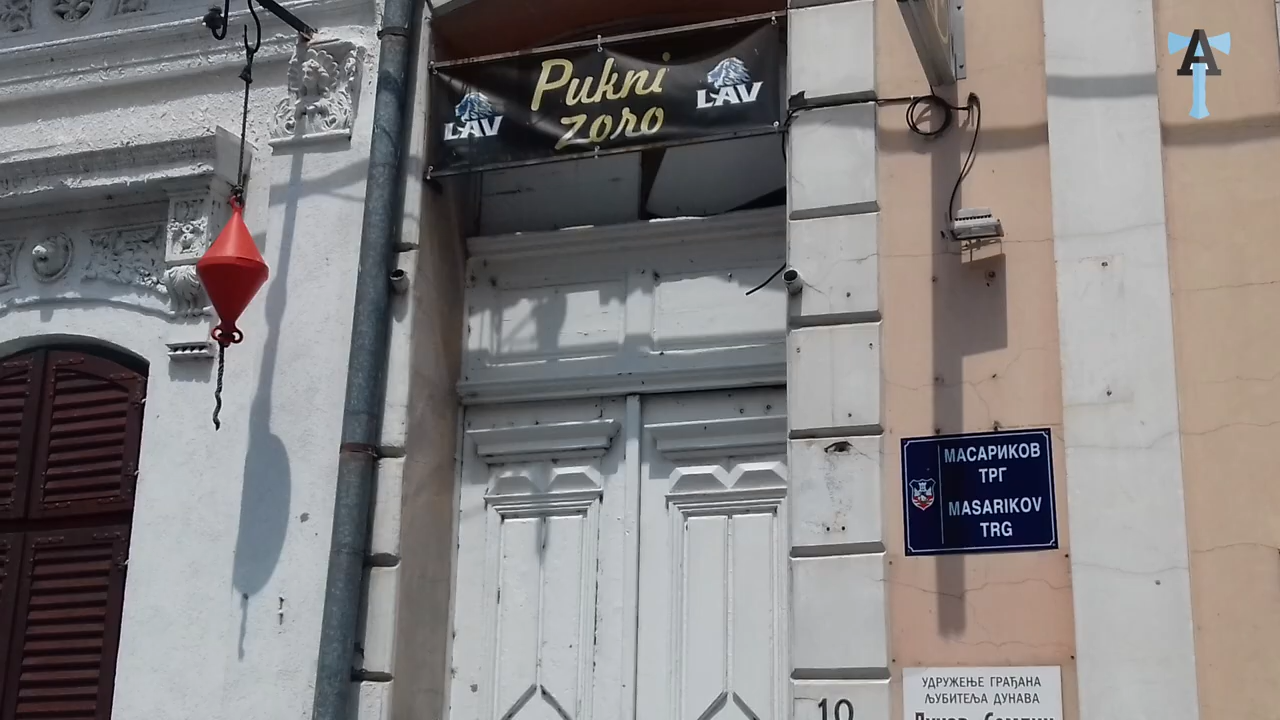 Pukni
zoro
LAV
LAV
A
МАСАРИКОВ
ТРГ
MASARIKOV
TRG
УДРУЖЕЊЕ ГРАЂАНА
ЉУБИТЕЉА ДУНАВА
10